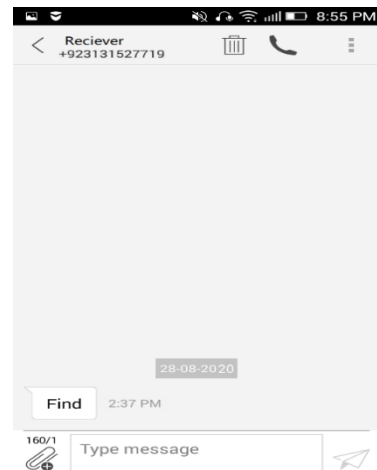 8:55 PM
Reciever
+923131527719
28-08-2020
Find 2:37 PM
160/1
Type message